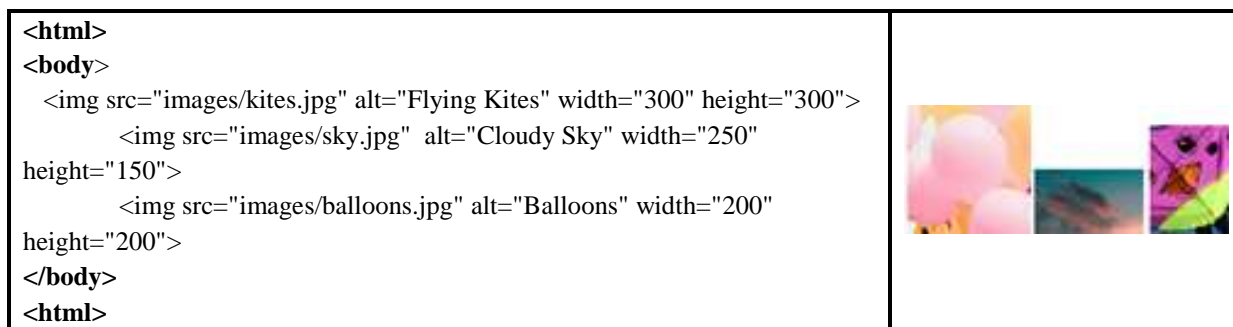 <html>
<body>
<img src="images/kites.jpg" alt="Flying Kites" width="300" height="300">
<img src="images/sky.jpg"  alt="Cloudy Sky" width="250"
height="150">
<img src="images/balloons.jpg" alt="Balloons" width="200"
height="200">
</body>
<html>